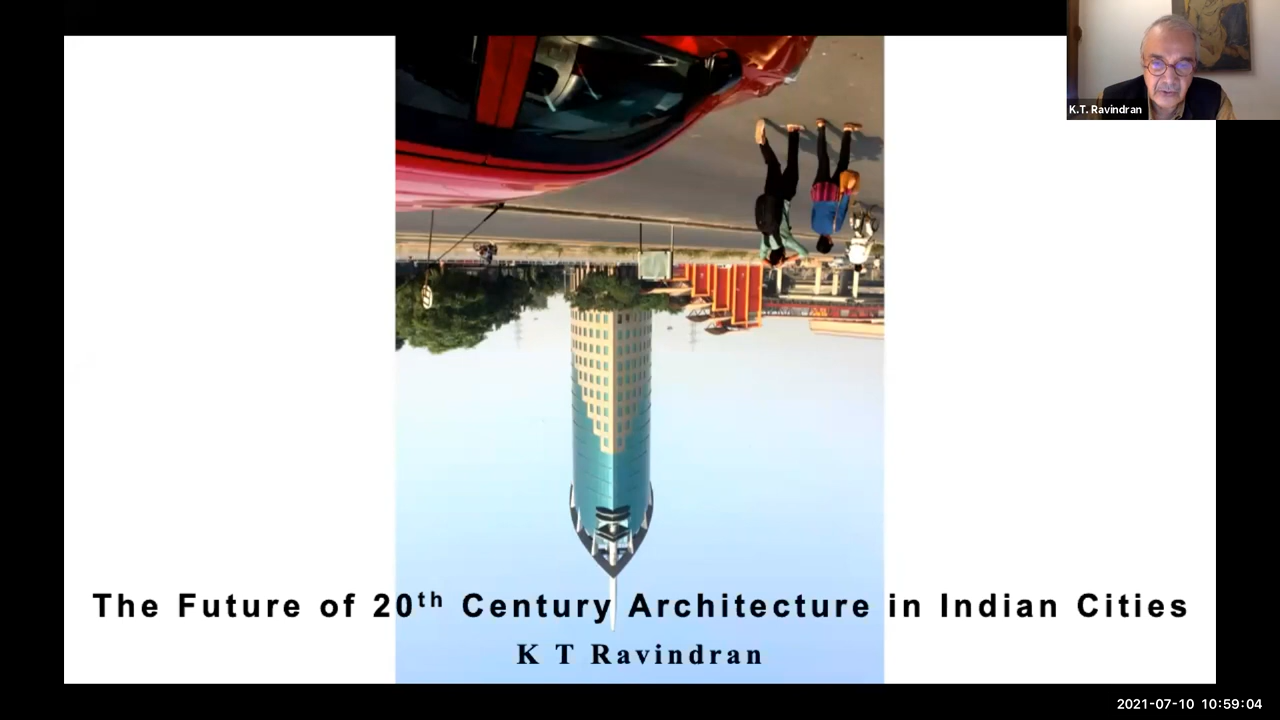 K.T. Ravindran
The Future of 20th Century Architecture in Indian Cities
K T Ravindran
2021-07-10 10:59:04